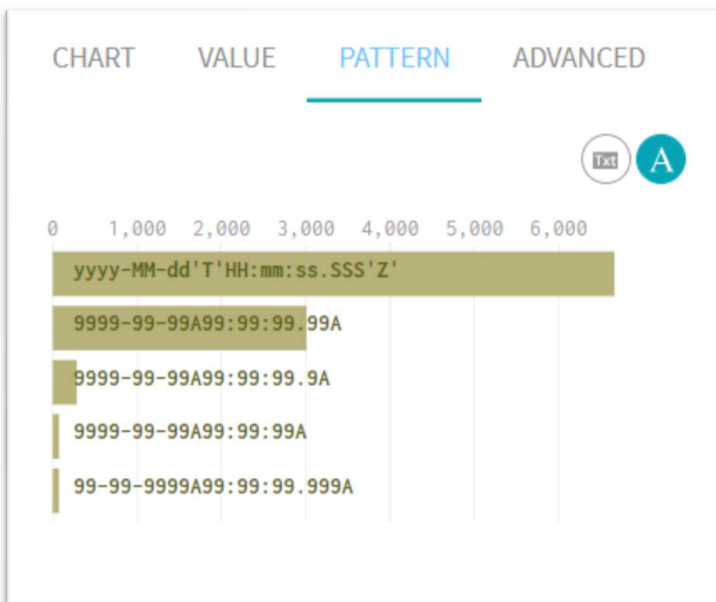 CHART VALUE PATTERN ADVANCED
Txt A
0 1,000 2,000 3,000 4,000 5,000 6,000
yyyy-MM-dd'T'HH:mm:ss.SSS'Z'
9999-99-99A99:99:99.99A
9999-99-99A99:99:99.9A
9999-99-99A99:99:99A
99-99-9999A99:99:99.999A